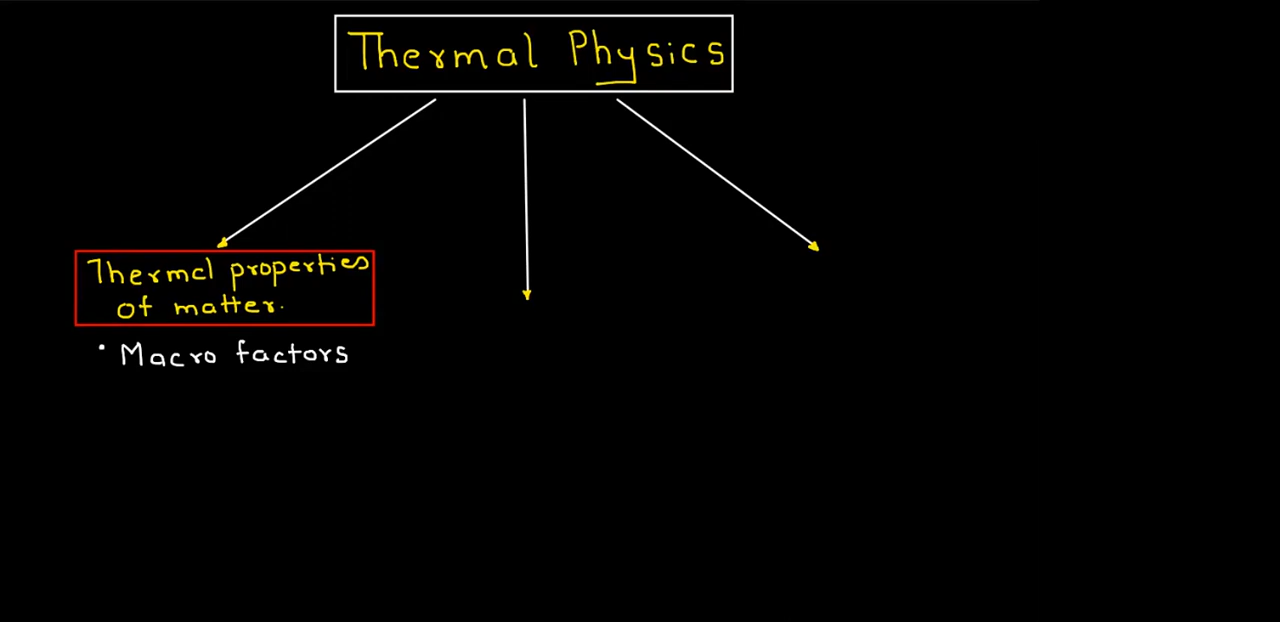 Thermal Physics
Thermal properties
of matter.
• Macro factors